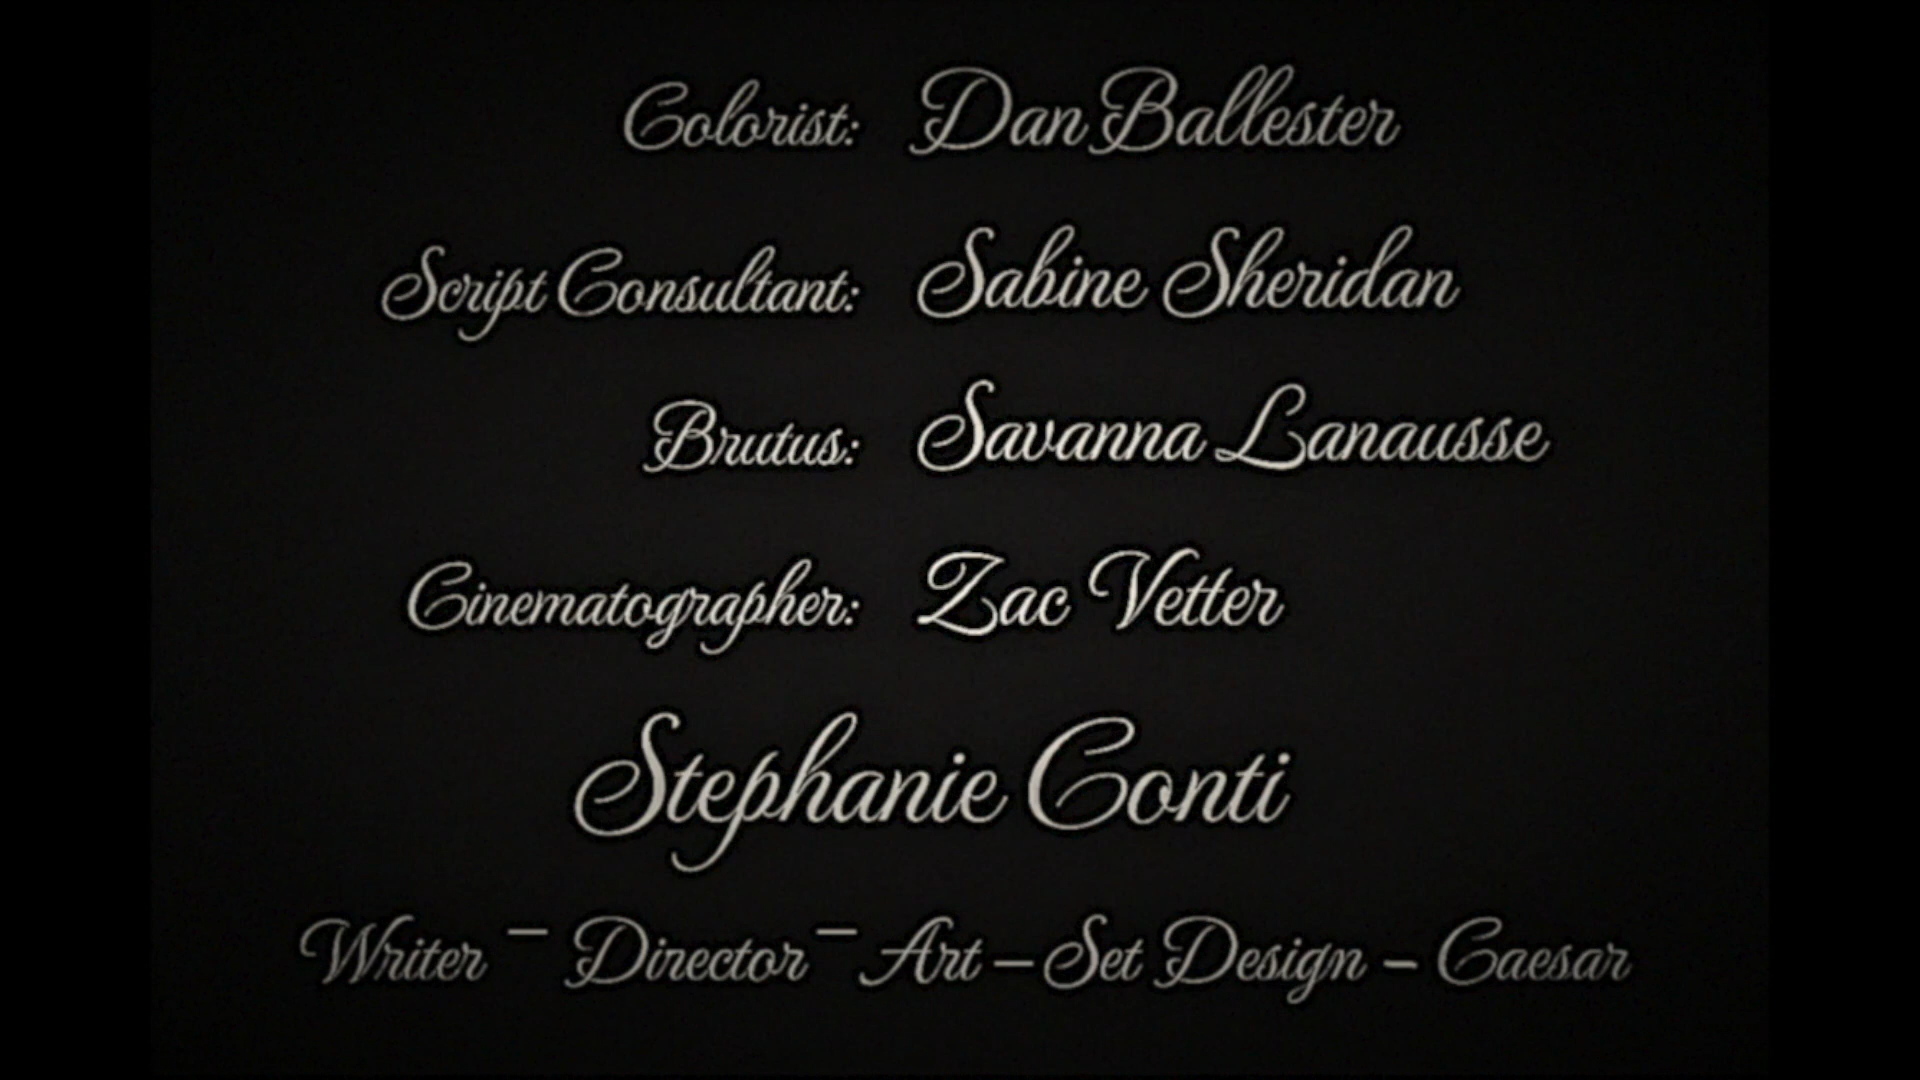 Colorist: Dan Ballester
Script Consultant: Sabine Sheridan
Brutus: Savanna Lanausse
Cinematographer: Zac Vetter
Stephanie Conti
Writer - Director - Art - Set Design - Caesar